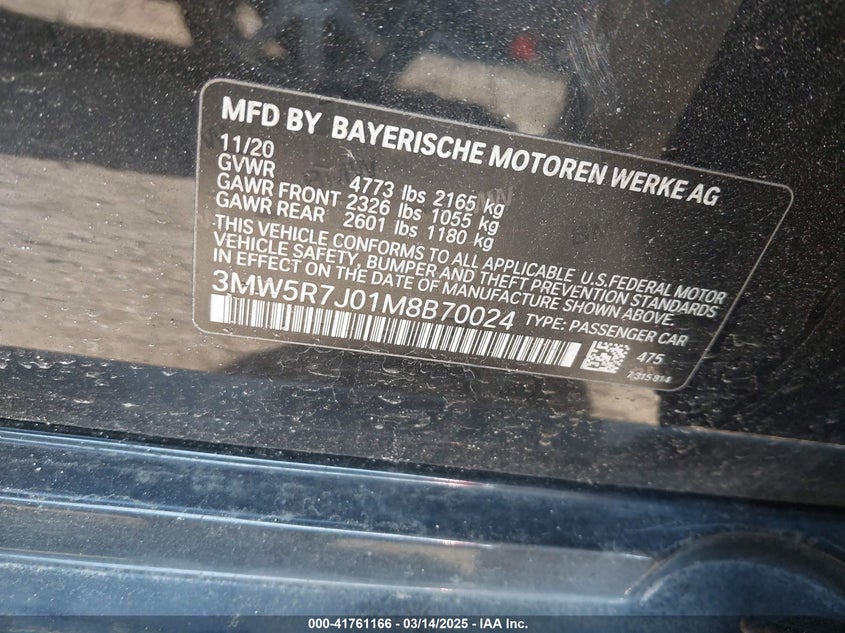 MFD BY BAYERISCHE MOTOREN WERKE AG
11/20
GVWR 4773 lbs 2165 kg
GAWR FRONT 2326 lbs 1055 kg
GAWR REAR 2601 lbs 1180 kg
THIS VEHICLE CONFORMS TO ALL APPLICABLE U.S.FEDERAL MOTOR
VEHICLE SAFETY, BUMPER AND THEFT PREVENTION STANDARDS
IN EFFECT ON THE DATE OF MANUFACTURE SHOWN ABOVE.
3MW5R7J01M8B70024 TYPE: PASSENGER CAR
475
7 315 814
000-41761166 - 03/14/2025 - IAA Inc.